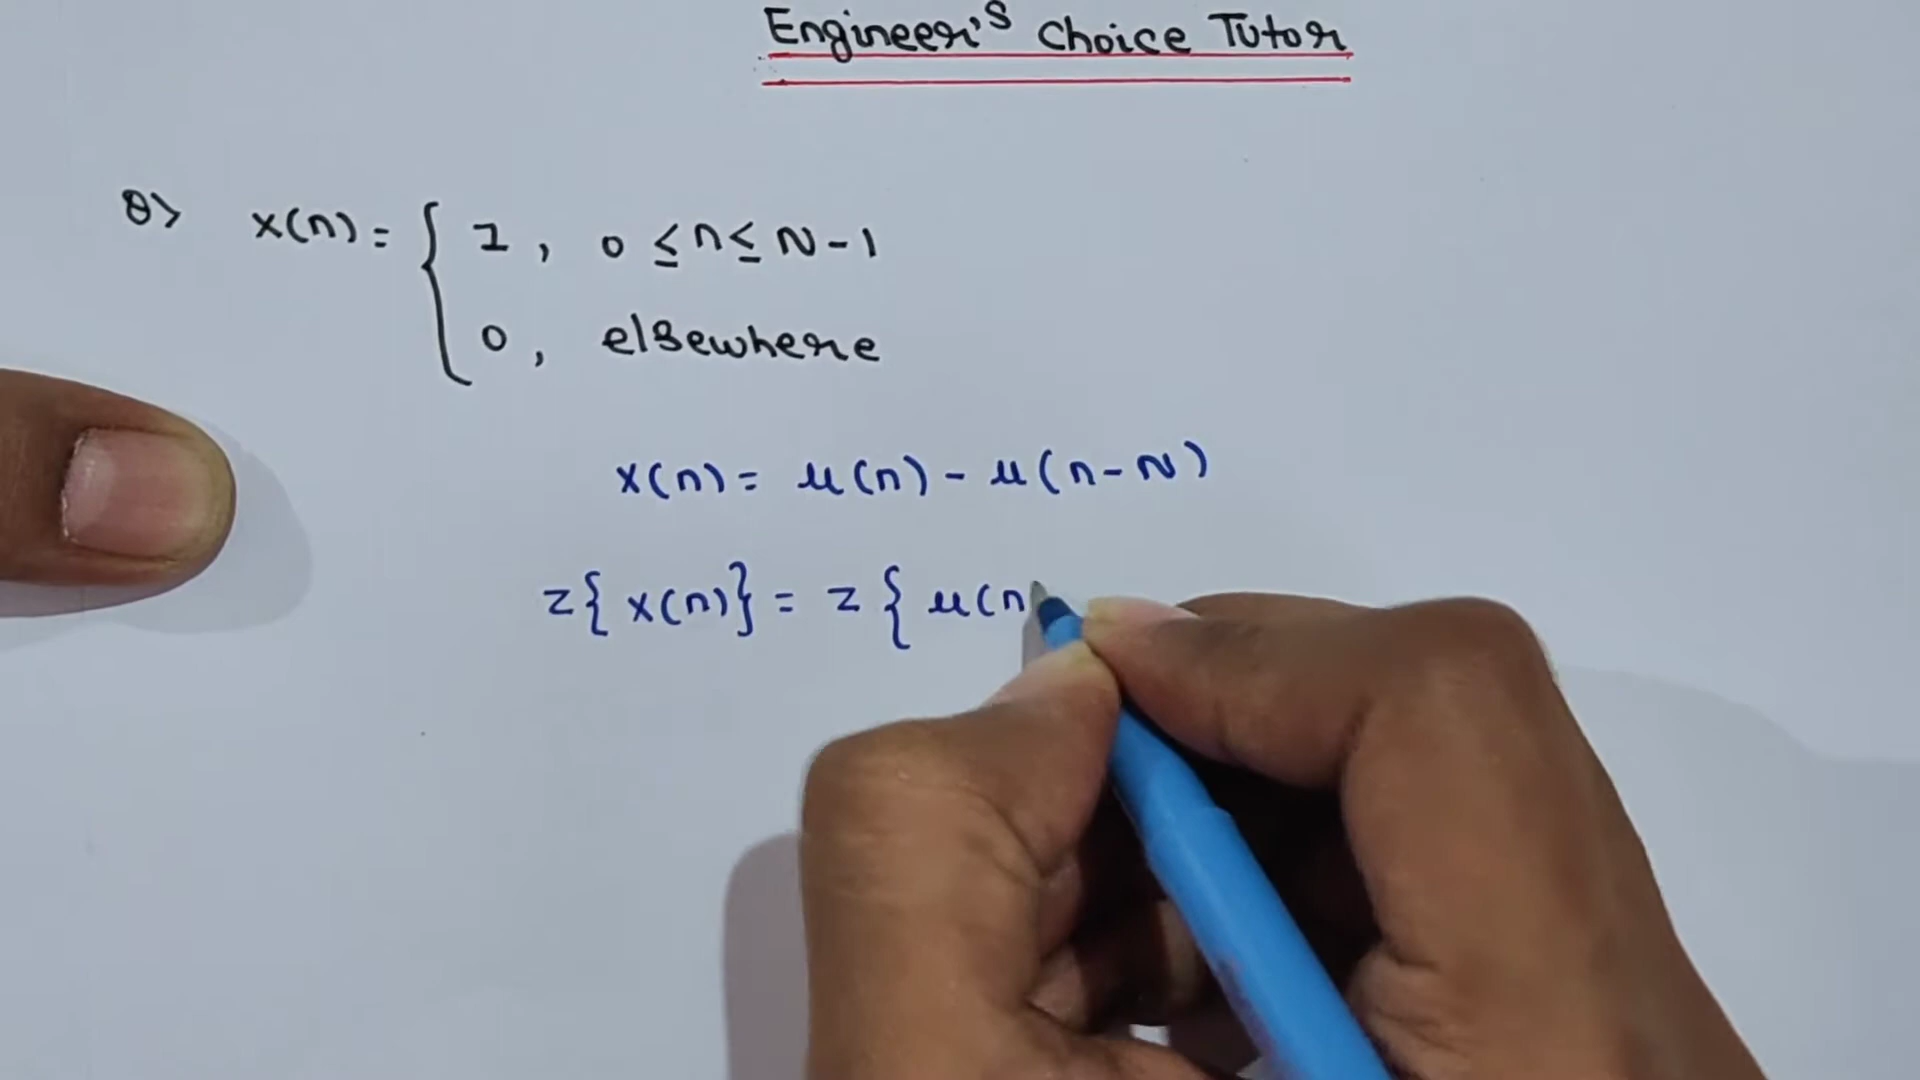 Engineer's Choice Tutor
Q> x(n) = { 1, 0 ≤ n ≤ N-1
0, elsewhere
x(n) = u(n) - u(n-N)
z{x(n)} = z{u(n